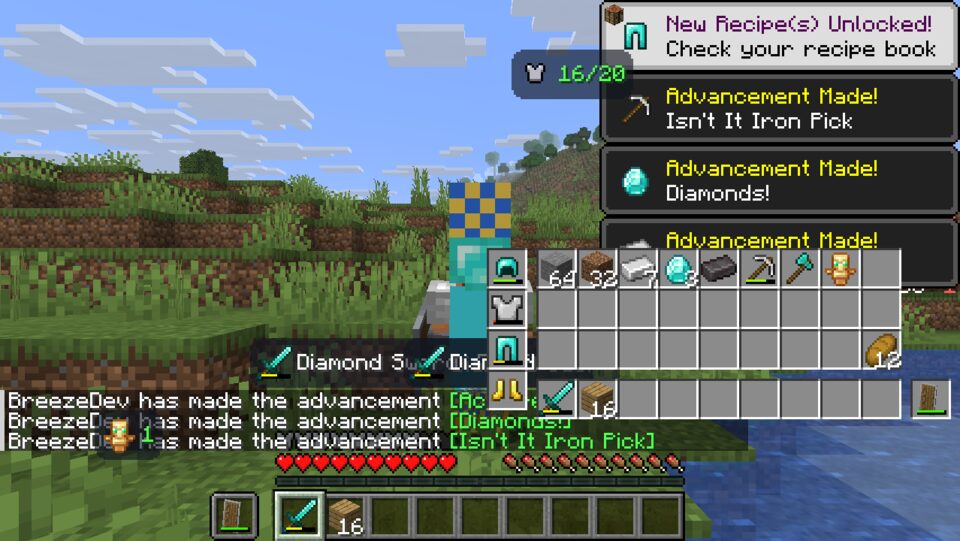 New Recipe(s) Unlocked!
Check your recipe book
16/20
Advancement Made!
Isn't It Iron Pick
Advancement Made!
Diamonds!
Advancement Made!
64
32
7
12
16
Diamond
BreezeDev has made the advancement
BreezeDev has made the advancement [Diamonds!]
BreezeDev has made the advancement [Isn't It Iron Pick]
1
16